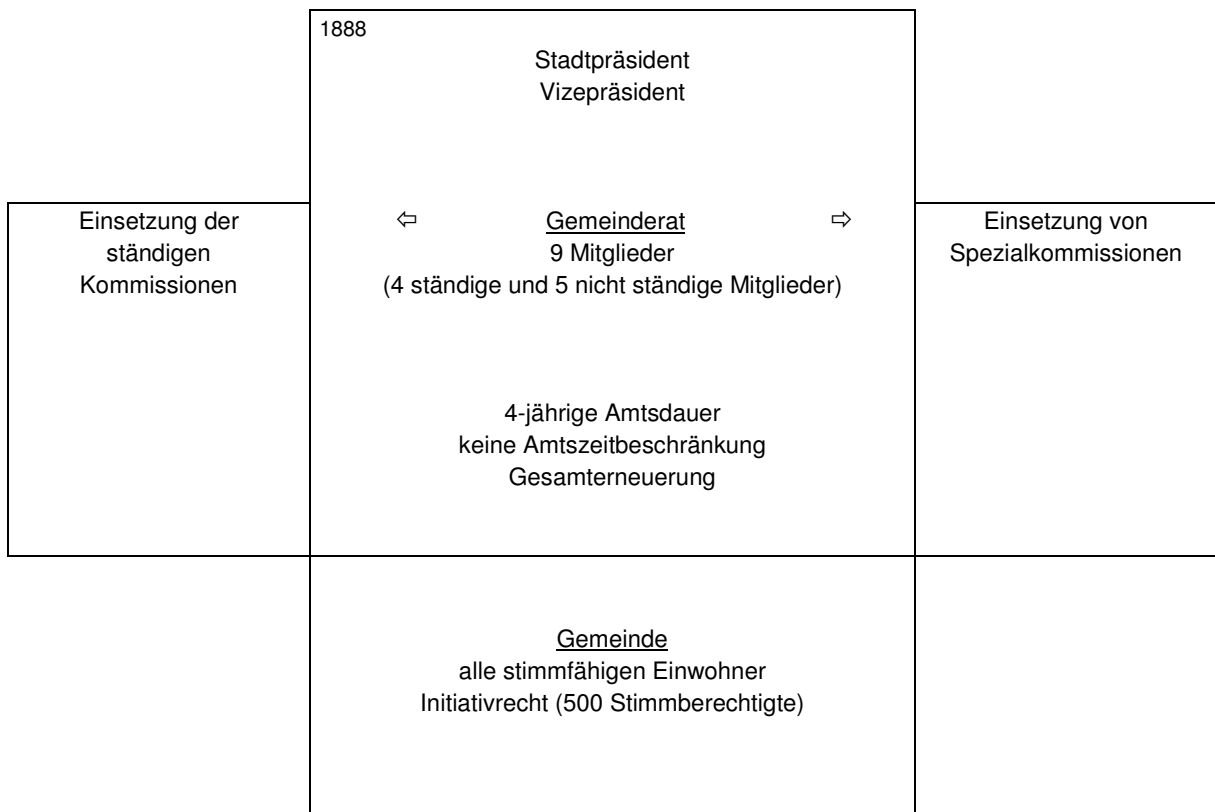 1888
Stadtpräsident
Vizepräsident
Einsetzung der
ständigen
Kommissionen
⇦ Gemeinderat ⇨
9 Mitglieder
(4 ständige und 5 nicht ständige Mitglieder)
Einsetzung von
Spezialkommissionen
4-jährige Amtsdauer
keine Amtszeitbeschränkung
Gesamterneuerung
Gemeinde
alle stimmfähigen Einwohner
Initiativrecht (500 Stimmberechtigte)